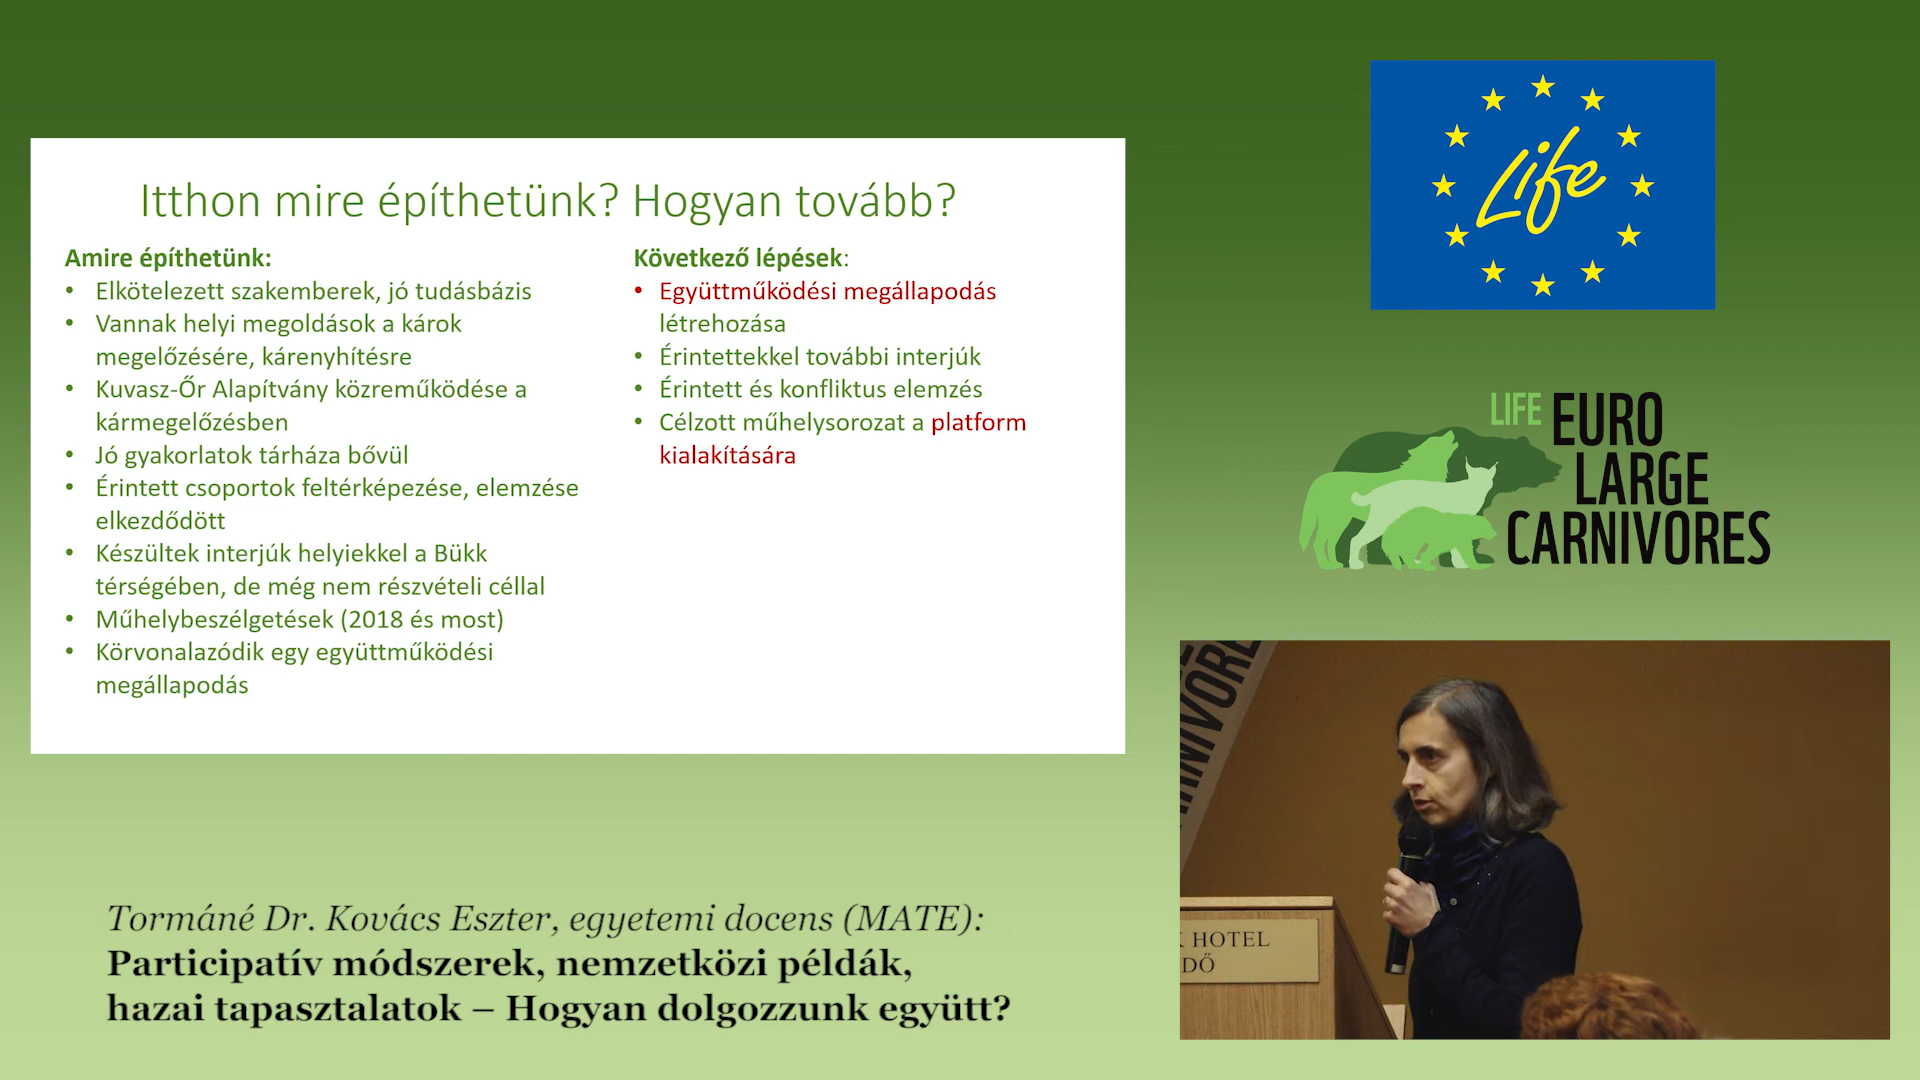 Itthon mire építhetünk? Hogyan tovább?
Amire építhetünk:
• Elkötelezett szakemberek, jó tudásbázis
• Vannak helyi megoldások a károk
megelőzésére, kárenyhítésre
• Kuvasz-Őr Alapítvány közreműködése a
kármegelőzésben
• Jó gyakorlatok tárháza bővül
• Érintett csoportok feltérképezése, elemzése
elkezdődött
• Készültek interjúk helyiekkel a Bükk
térségében, de még nem részvételi céllal
• Műhelybeszélgetések (2018 és most)
• Körvonalazódik egy együttműködési
megállapodás
Következő lépések:
• Együttműködési megállapodás
létrehozása
• Érintettekkel további interjúk
• Érintett és konfliktus elemzés
• Célzott műhelysorozat a platform
kialakítására
Life
LIFE EURO
LARGE
CARNIVORES
HOTEL
DŐ
Tormáné Dr. Kovács Eszter, egyetemi docens (MATE):
Participatív módszerek, nemzetközi példák,
hazai tapasztalatok – Hogyan dolgozzunk együtt?